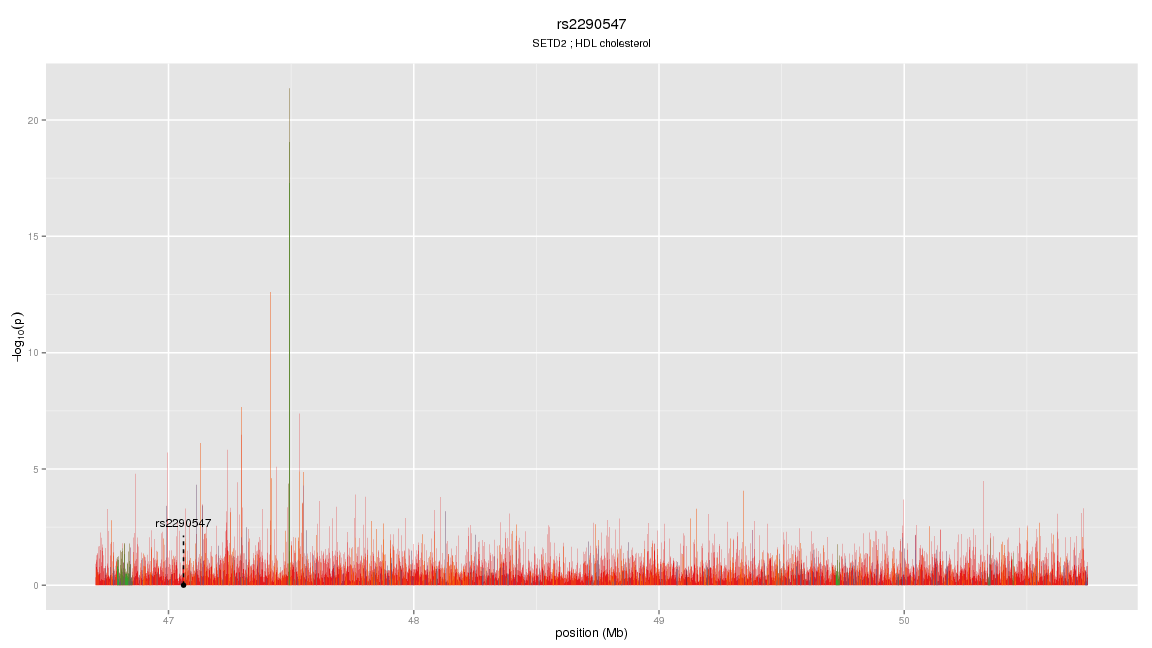 rs2290547
SETD2 ; HDL cholesterol
20
15
10
5
0
−log10(p)
rs2290547
47 48 49 50
position (Mb)